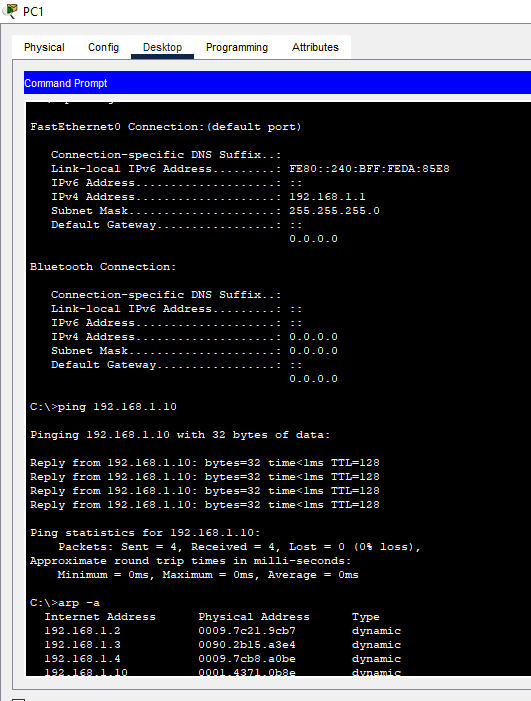 PC1
Physical Config Desktop Programming Attributes
Command Prompt
FastEthernet0 Connection:(default port)
Connection-specific DNS Suffix..:
Link-local IPv6 Address.........: FE80::240:BFF:FEDA:85E8
IPv6 Address....................: ::
IPv4 Address....................: 192.168.1.1
Subnet Mask.....................: 255.255.255.0
Default Gateway.................: ::
0.0.0.0
Bluetooth Connection:
Connection-specific DNS Suffix..:
Link-local IPv6 Address.........: ::
IPv6 Address....................: ::
IPv4 Address....................: 0.0.0.0
Subnet Mask.....................: 0.0.0.0
Default Gateway.................: ::
0.0.0.0
C:\>ping 192.168.1.10
Pinging 192.168.1.10 with 32 bytes of data:
Reply from 192.168.1.10: bytes=32 time<1ms TTL=128
Reply from 192.168.1.10: bytes=32 time<1ms TTL=128
Reply from 192.168.1.10: bytes=32 time<1ms TTL=128
Reply from 192.168.1.10: bytes=32 time<1ms TTL=128
Ping statistics for 192.168.1.10:
Packets: Sent = 4, Received = 4, Lost = 0 (0% loss),
Approximate round trip times in milli-seconds:
Minimum = 0ms, Maximum = 0ms, Average = 0ms
C:\>arp -a
Internet Address Physical Address Type
192.168.1.2 0009.7c21.9cb7 dynamic
192.168.1.3 0090.2b15.a3e4 dynamic
192.168.1.4 0009.7cb8.a0be dynamic
192.168.1.10 0001.4371.0b8e dynamic